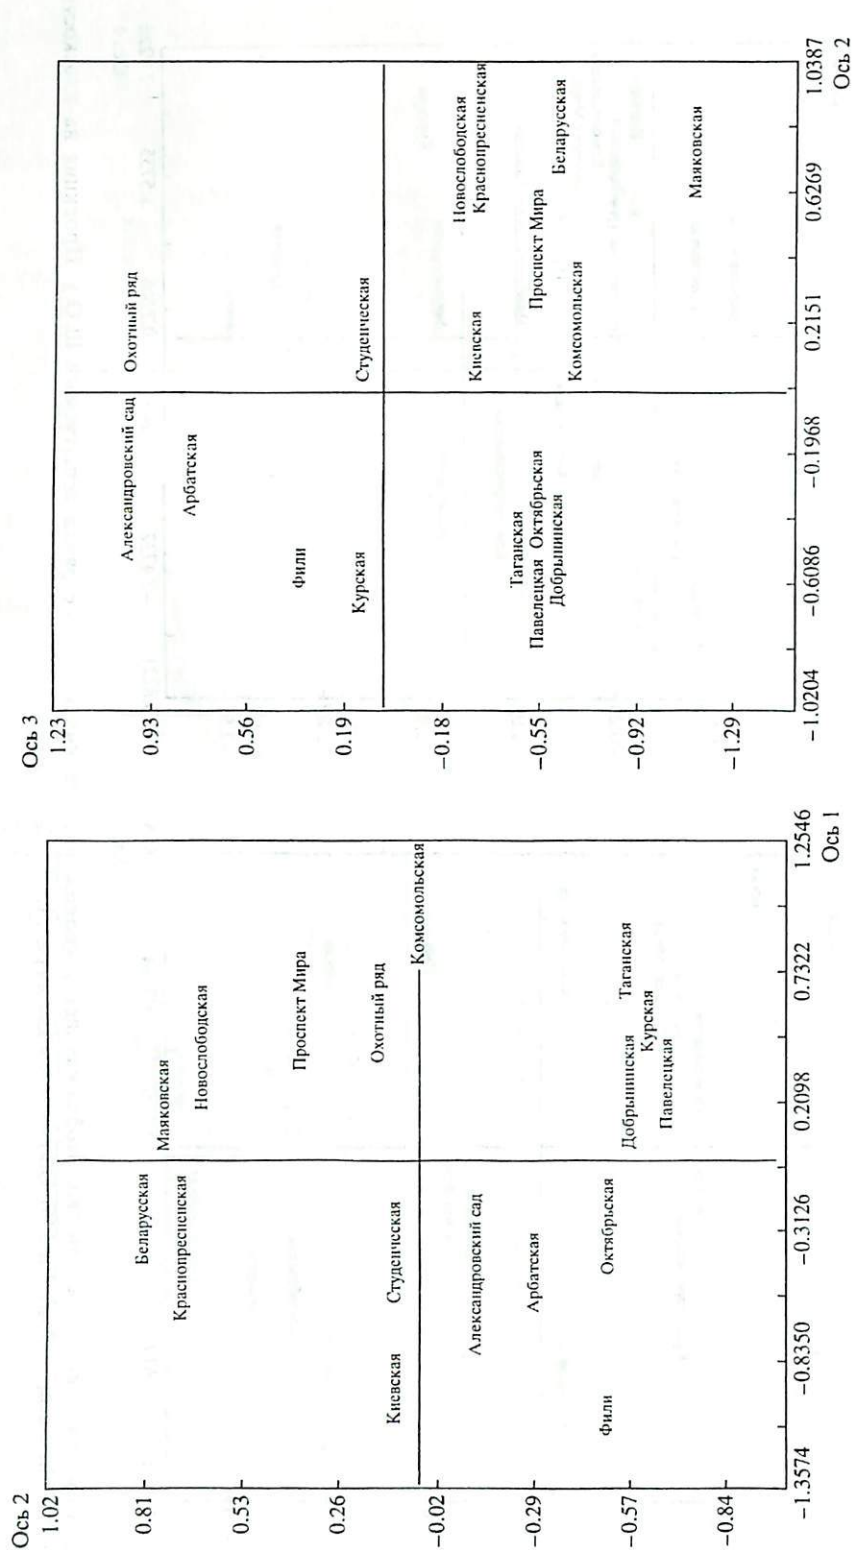 Ось 2
1.02
0.81
0.53
0.26
−0.02
−0.29
−0.57
−0.84
Беларусская
Маяковская
Краснопресненская
Новослободская
Проспект Мира
Киевская
Студенческая
Охотный ряд
Комсомольская
Александровский сад
Арбатская
Фили
Октябрьская
Добрынинская
Таганская
Курская
Павелецкая
−1.3574
−0.8350
−0.3126
0.2098
0.7322
1.2546
Ось 1
Ось 3
1.23
0.93
0.56
0.19
−0.18
−0.55
−0.92
−1.29
Александровский сад
Охотный ряд
Арбатская
Фили
Курская
Студенческая
Новослободская
Киевская
Краснопресненская
Таганская
Павелецкая Октябрьская
Проспект Мира
Добрынинская
Беларусская
Комсомольская
Маяковская
−1.0204
−0.6086
−0.1968
0.2151
0.6269
1.0387
Ось 2